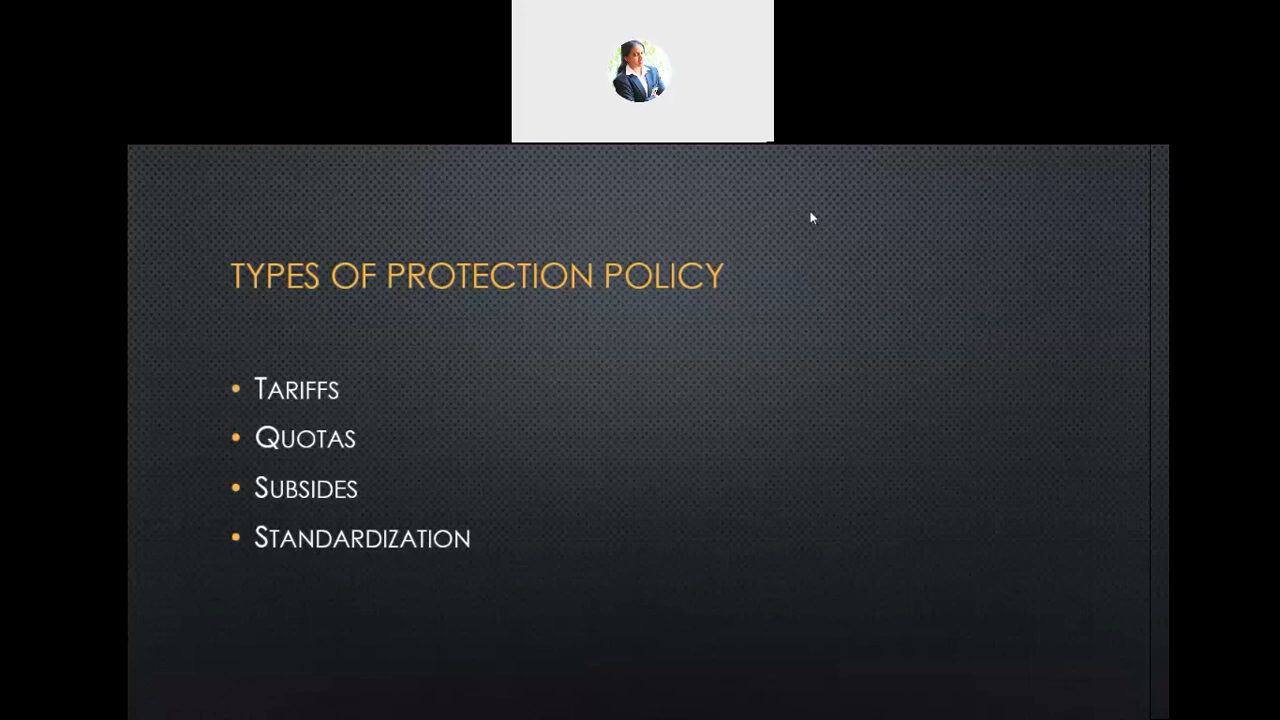 TYPES OF PROTECTION POLICY
TARIFFS
QUOTAS
SUBSIDES
STANDARDIZATION